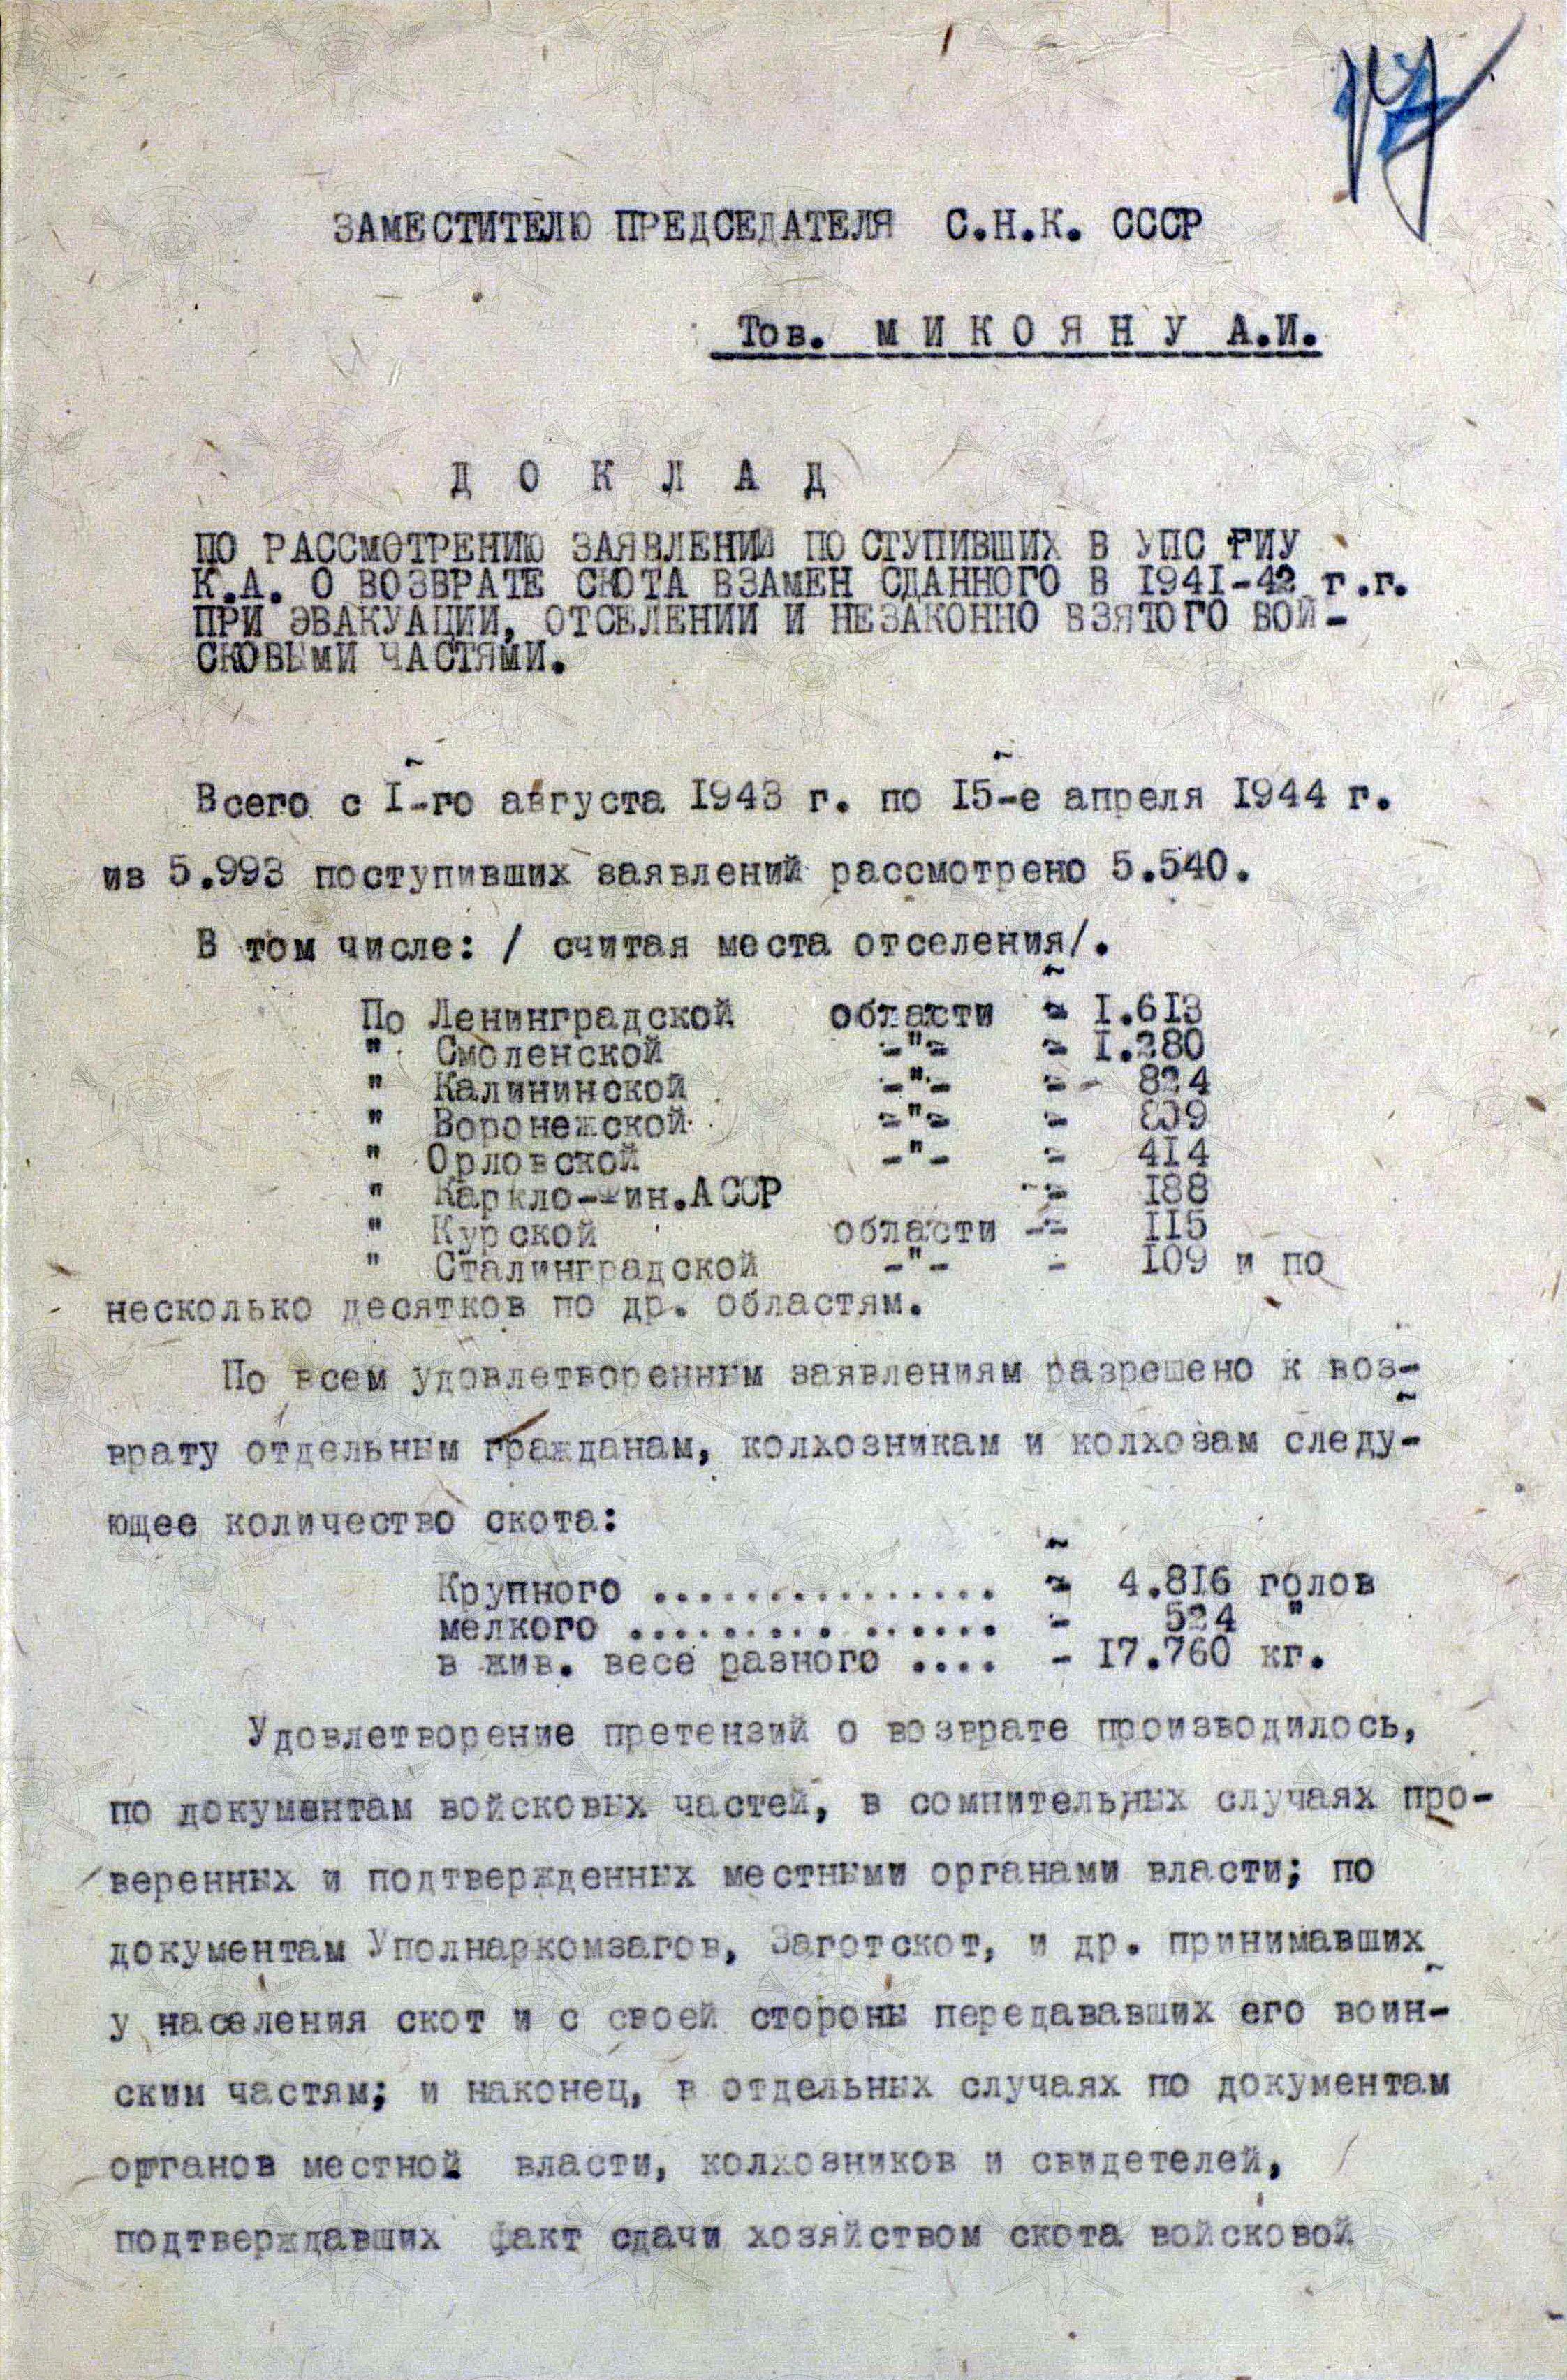 ЗАМЕСТИТЕЛЮ ПРЕДСЕДАТЕЛЯ С.Н.К. СССР
Тов. МИКОЯНУ А.И.
ДОКЛАД
ПО РАССМОТРЕНИЮ ЗАЯВЛЕНИЙ ПОСТУПИВШИХ В УПС
К.А. О ВОЗВРАТЕ СКОТА ВЗАМЕН СДАННОГО В 1941-42 г.г.
ПРИ ЭВАКУАЦИИ, ОТСЕЛЕНИИ И НЕЗАКОННО ВЗЯТОГО ВОЙ-
СКОВЫМИ ЧАСТЯМИ.
Всего с I-го августа 1943 г. по 15-е апреля 1944 г.
из 5.993 поступивших заявлений рассмотрено 5.540.
В том числе: / считая места отселения/.
По Ленинградской области - 1.613
" Смоленской -"- - 1.280
" Калининской -"- - 824
" Воронежской -"- - 809
" Орловской -"- - 414
" АССР - 188
" Курской области - 115
" Сталинградской -"- - 109 и по
несколько десятков по др. областям.
По всем удовлетворенным заявлениям разрешено к воз-
врату отдельным гражданам, колхозникам и колхозам следу-
ющее количество скота:
Крупного ............... - 4.816 голов
мелкого ............... - 524 "
в жив. весе разного .... - 17.760 кг.
Удовлетворение претензий о возврате производилось,
по документам войсковых частей, в сомнительных случаях про-
веренных и подтвержденных местными органами власти; по
документам Уполнаркомзагов, Заготскот, и др. принимавших
у населения скот и с своей стороны передававших его воин-
ским частям; и наконец, в отдельных случаях по документам
органов местной власти, колхозников и свидетелей,
подтверждавших факт сдачи хозяйством скота войсковой